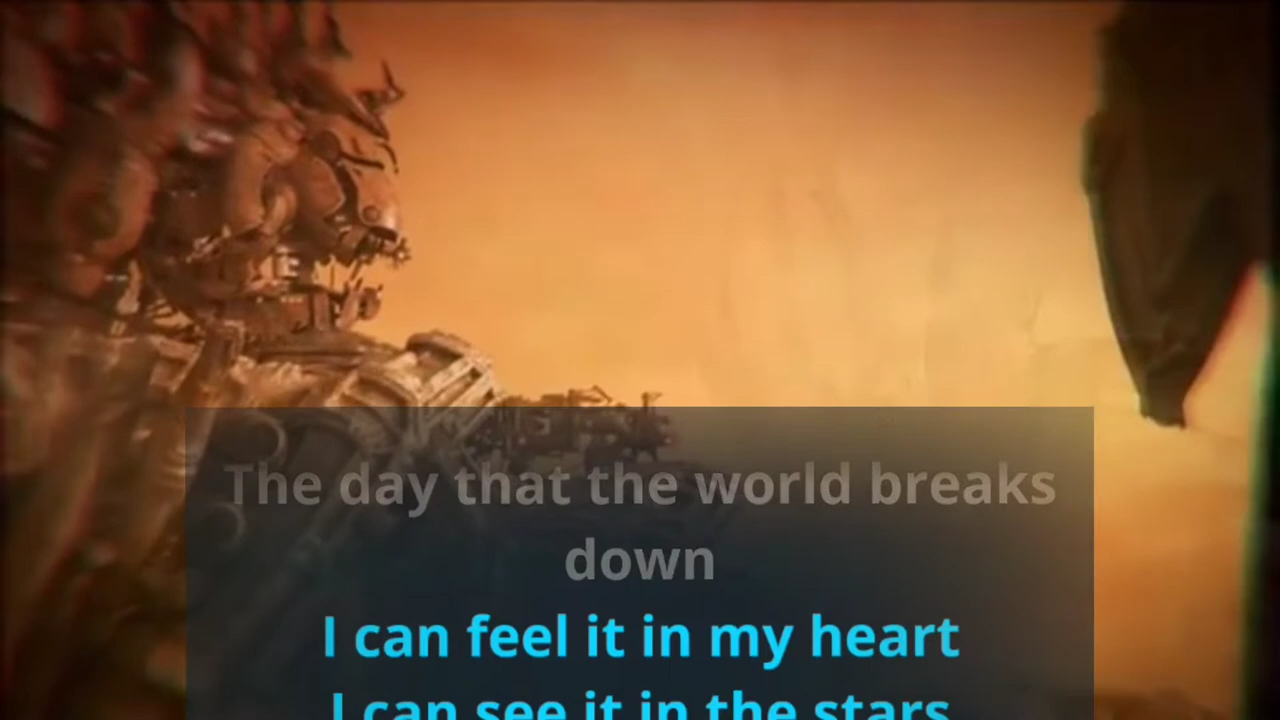 The day that the world breaks
down
I can feel it in my heart
I can see it in the stars